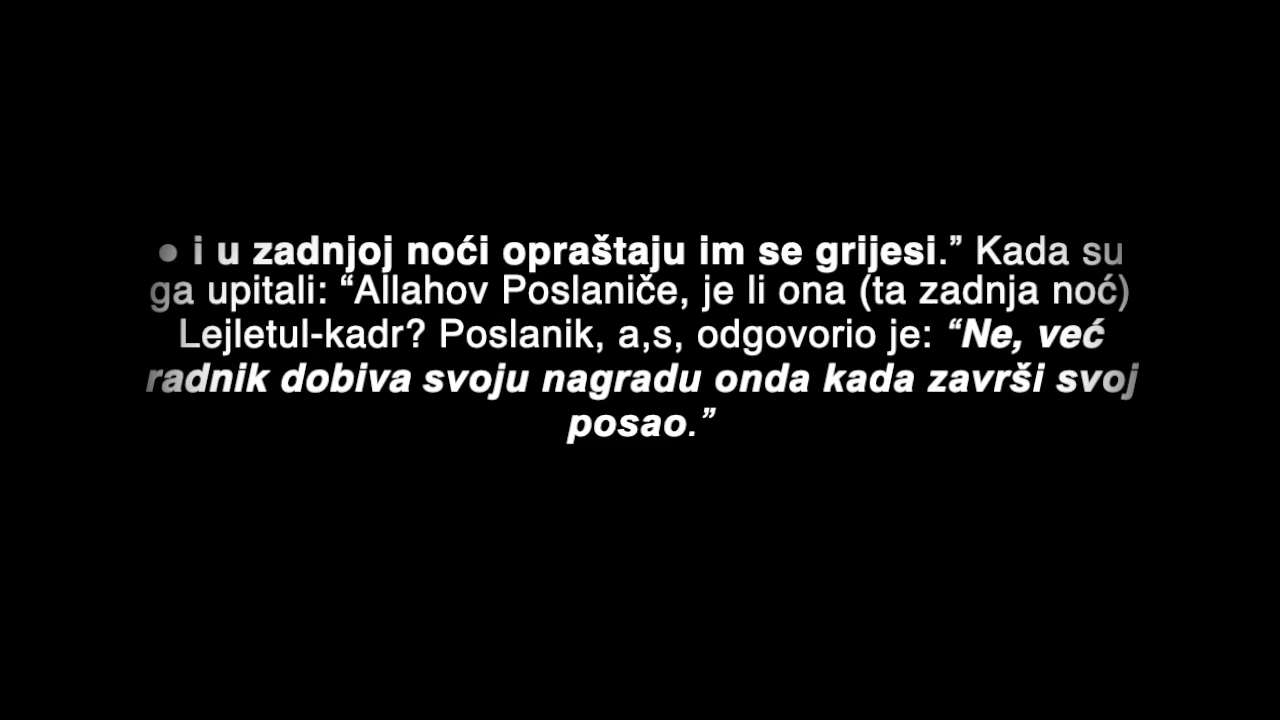 ● i u zadnjoj noći opraštaju im se grijesi.” Kada su
ga upitali: “Allahov Poslaniče, je li ona (ta zadnja noć)
Lejletul-kadr? Poslanik, a,s, odgovorio je: “Ne, već
radnik dobiva svoju nagradu onda kada završi svoj
posao.”